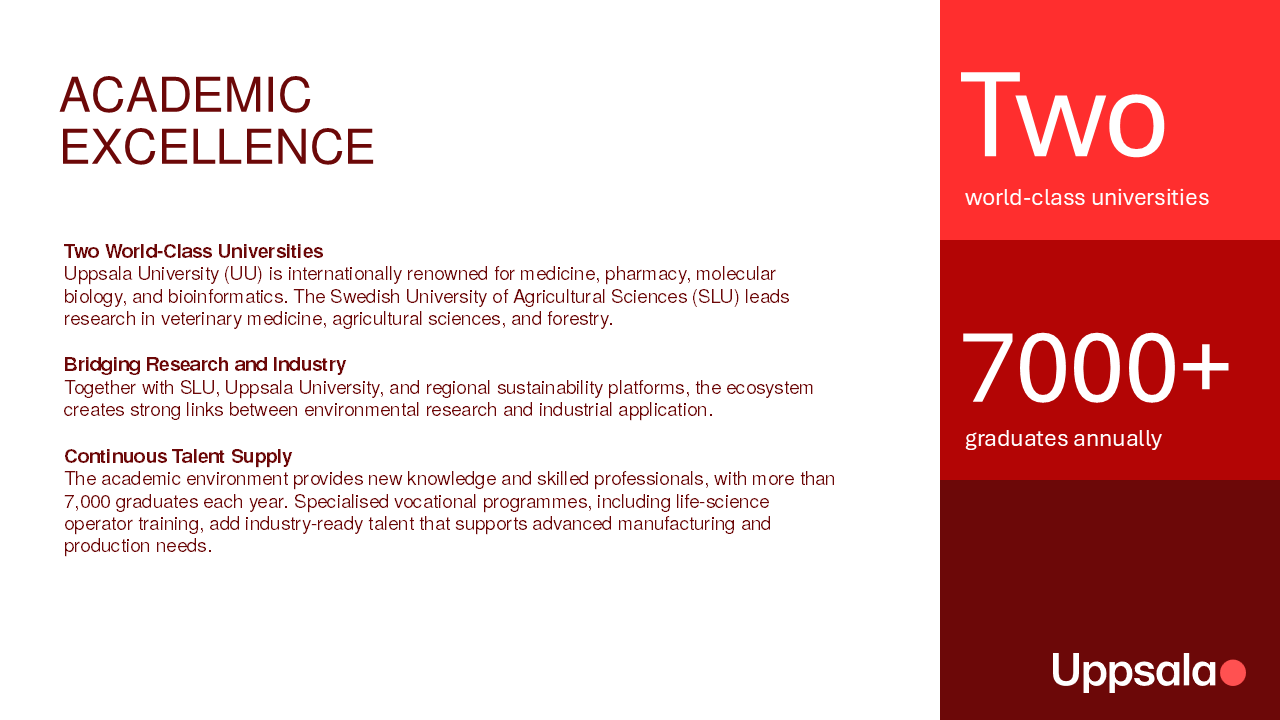 ACADEMIC
EXCELLENCE
Two World-Class Universities
Uppsala University (UU) is internationally renowned for medicine, pharmacy, molecular
biology, and bioinformatics. The Swedish University of Agricultural Sciences (SLU) leads
research in veterinary medicine, agricultural sciences, and forestry.
Bridging Research and Industry
Together with SLU, Uppsala University, and regional sustainability platforms, the ecosystem
creates strong links between environmental research and industrial application.
Continuous Talent Supply
The academic environment provides new knowledge and skilled professionals, with more than
7,000 graduates each year. Specialised vocational programmes, including life-science
operator training, add industry-ready talent that supports advanced manufacturing and
production needs.
Two
world-class universities
7000+
graduates annually
Uppsala